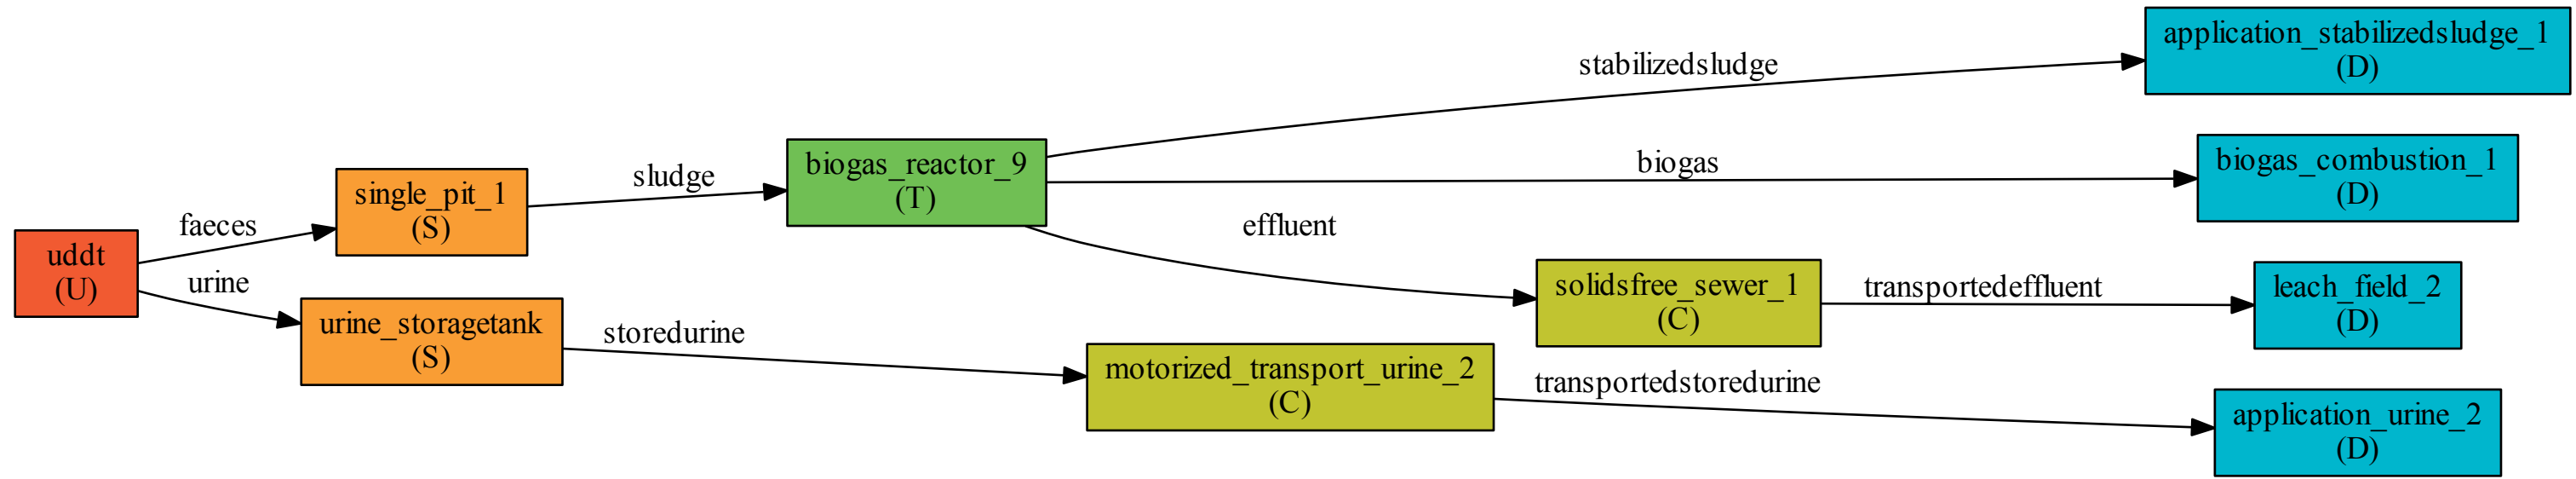 uddt
(U)
faeces
urine
single_pit_1
(S)
urine_storagetank
(S)
sludge
storedurine
biogas_reactor_9
(T)
motorized_transport_urine_2
(C)
stabilizedsludge
biogas
effluent
solidsfree_sewer_1
(C)
transportedeffluent
transportedstoredurine
application_stabilizedsludge_1
(D)
biogas_combustion_1
(D)
leach_field_2
(D)
application_urine_2
(D)